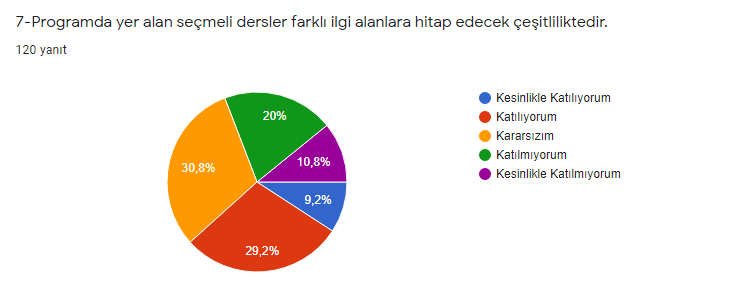 7-Programda yer alan seçmeli dersler farklı ilgi alanlara hitap edecek çeşitliliktedir.
120 yanıt
Kesinlikle Katılıyorum
Katılıyorum
Kararsızım
Katılmıyorum
Kesinlikle Katılmıyorum
20%
10,8%
30,8%
9,2%
29,2%